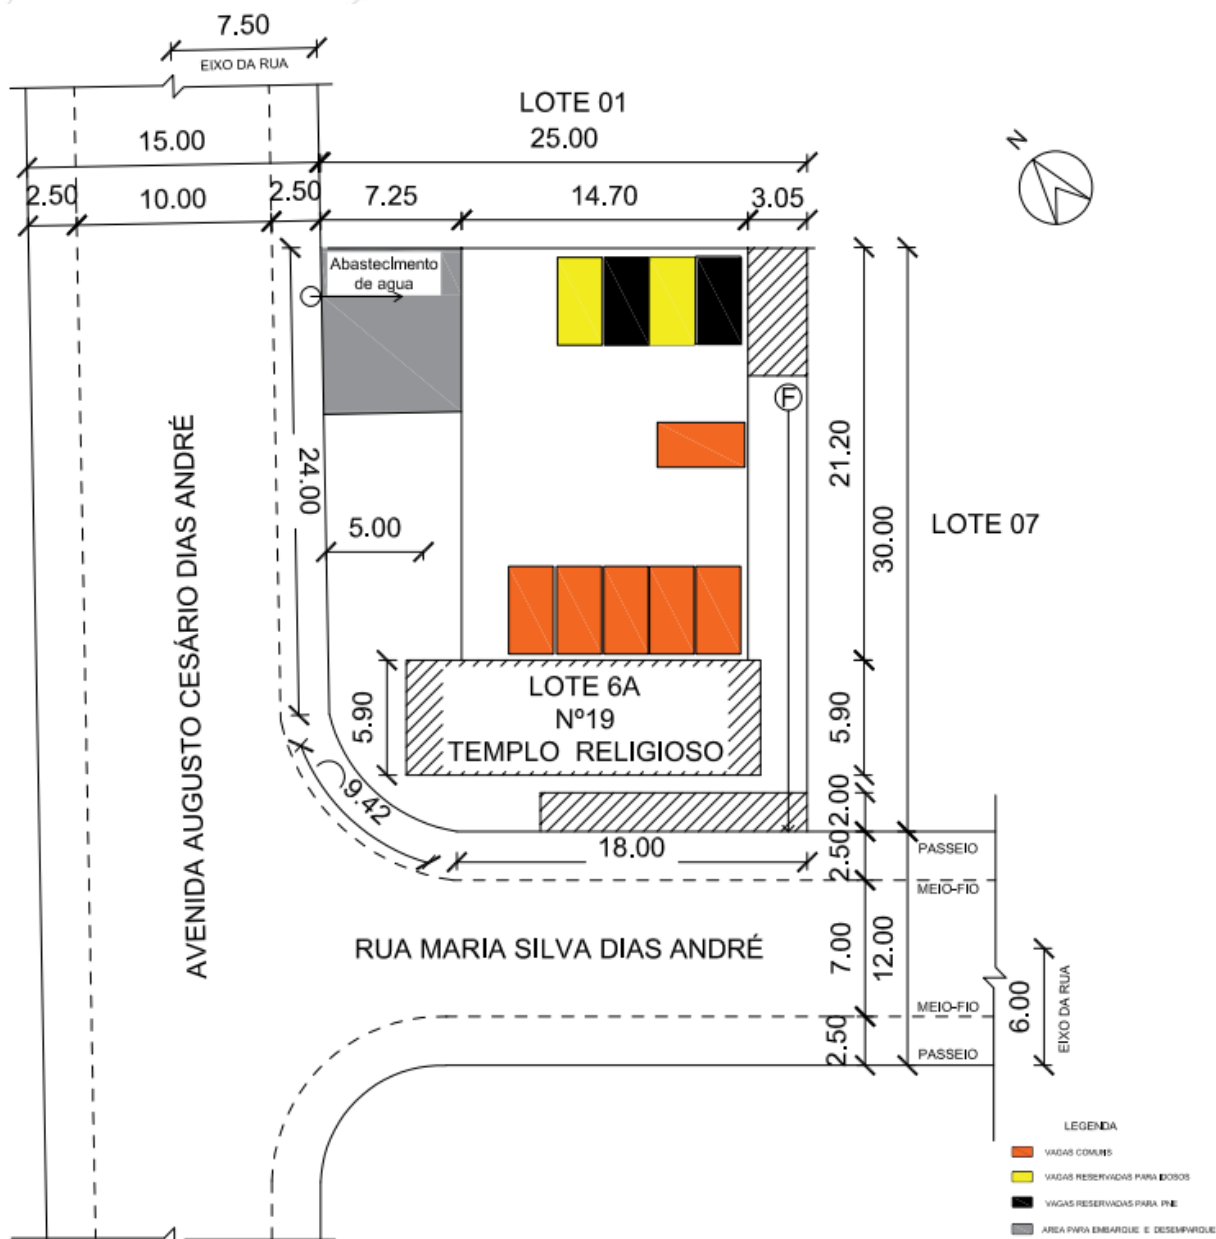 7.50
EIXO DA RUA
LOTE 01
15.00
25.00
N
2.50
10.00
2.50
7.25
14.70
3.05
Abastecimento
de agua
F
AVENIDA AUGUSTO CESÁRIO DIAS ANDRÉ
24.00
5.00
21.20
30.00
LOTE 07
LOTE 6A
Nº19
TEMPLO RELIGIOSO
5.90
5.90
9.42
2.00
18.00
2.50
PASSEIO
MEIO-FIO
RUA MARIA SILVA DIAS ANDRÉ
7.00
12.00
6.00
EIXO DA RUA
MEIO-FIO
2.50
PASSEIO
LEGENDA
VAGAS COMUNS
VAGAS RESERVADAS PARA IDOSOS
VAGAS RESERVADAS PARA PNE
AREA PARA EMBARQUE E DESEMPARQUE